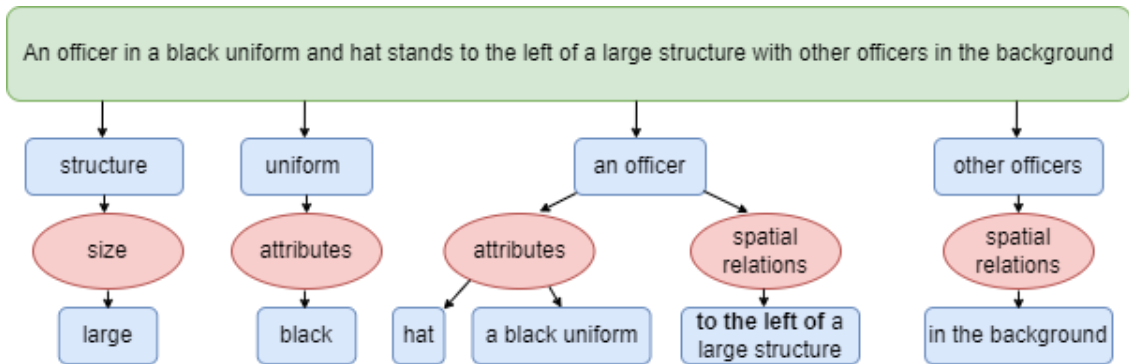 An officer in a black uniform and hat stands to the left of a large structure with other officers in the background
structure
uniform
an officer
other officers
size
attributes
attributes
spatial
relations
spatial
relations
large
black
hat
a black uniform
to the left of a
large structure
in the background